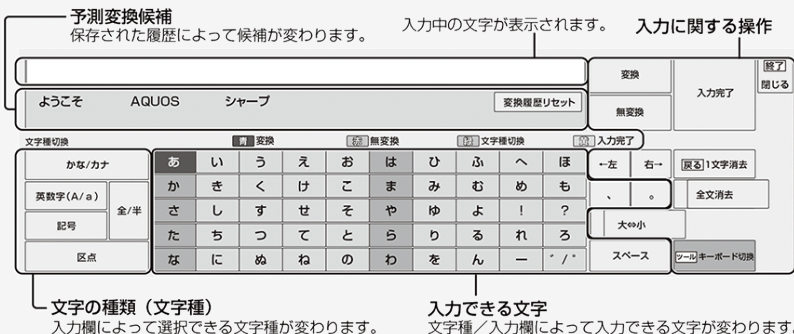 予測変換候補
保存された履歴によって候補が変わります。
入力中の文字が表示されます。
入力に関する操作
変換
入力完了
終了
閉じる
ようこそ AQUOS シャープ
変換履歴リセット
無変換
文字種切換
青 変換
無変換
文字種切換
入力完了
かな/カナ
あ い う え お は ひ ふ へ ほ
←左 右→
戻る 1文字消去
英数字(A/a)
全/半
か き く け こ ま み む め も
、 。
全文消去
記号
さ し す せ そ や ゆ よ ! ?
大⇔小
た ち つ て と ら り る れ ろ
区点
な に ぬ ね の わ を ん ー ゛/゜
スペース
ツール キーボード切換
文字の種類（文字種）
入力欄によって選択できる文字種が変わります。
入力できる文字
文字種／入力欄によって入力できる文字が変わります